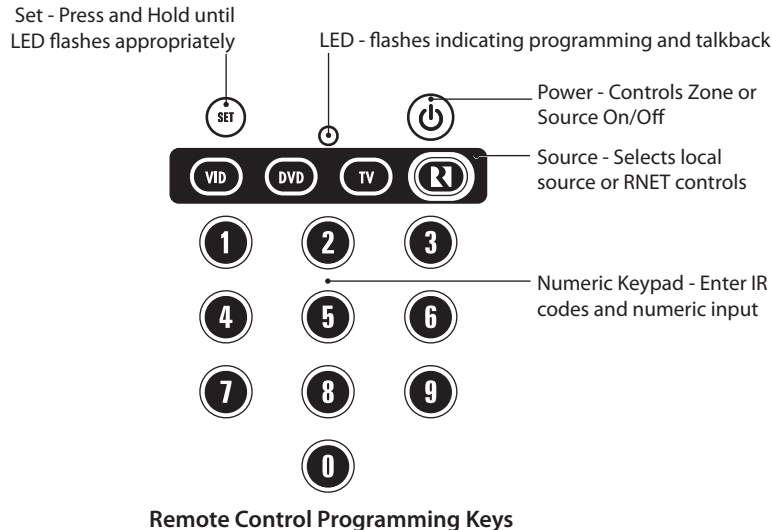 Set - Press and Hold until
LED flashes appropriately
LED - flashes indicating programming and talkback
Power - Controls Zone or
Source On/Off
SET
Source - Selects local
source or RNET controls
VID DVD TV R
1 2 3
Numeric Keypad - Enter IR
codes and numeric input
4 5 6
7 8 9
0
Remote Control Programming Keys